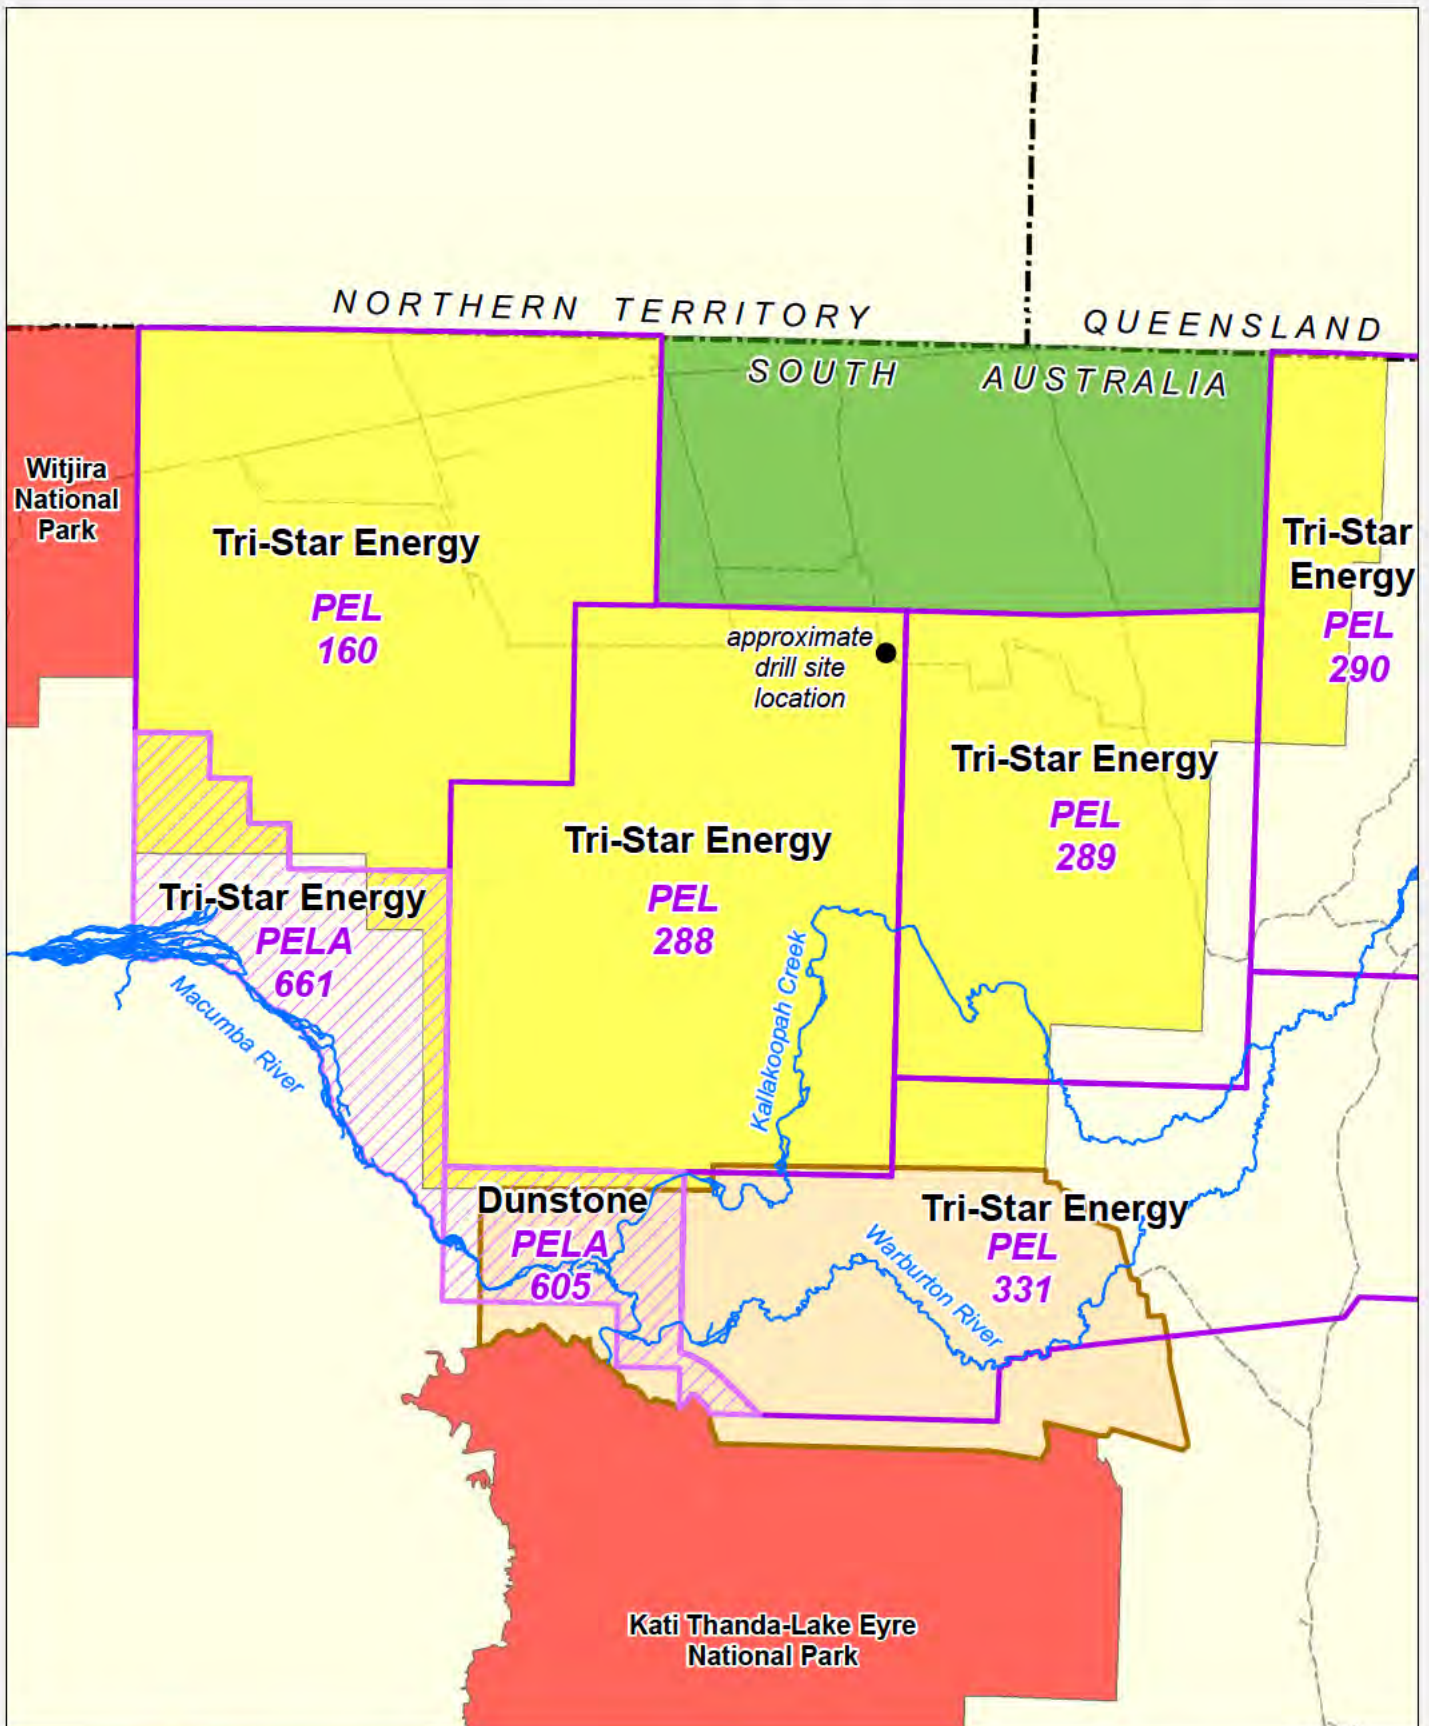 NORTHERN TERRITORY
QUEENSLAND
SOUTH AUSTRALIA
Witjira
National
Park
Tri-Star Energy
PEL
160
Tri-Star
Energy
PEL
290
approximate
drill site
location
Tri-Star Energy
PEL
289
Tri-Star Energy
PEL
288
Tri-Star Energy
PELA
661
Macumba River
Kallakoopah Creek
Dunstone
PELA
605
Tri-Star Energy
PEL
331
Warburton River
Kati Thanda-Lake Eyre
National Park